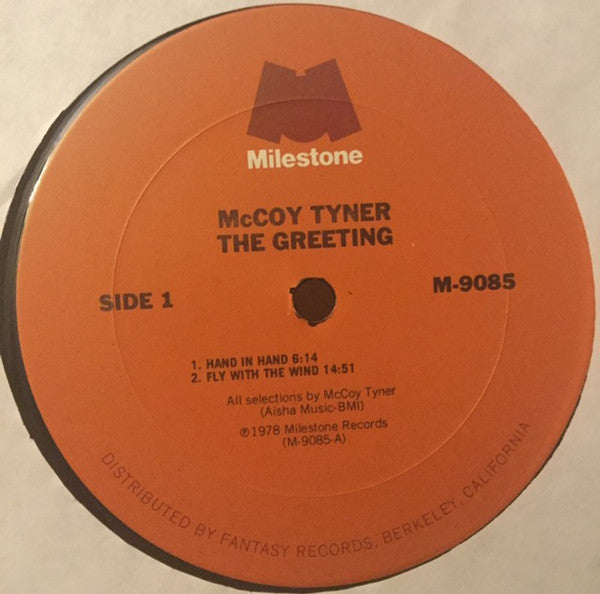 Milestone
McCOY TYNER
THE GREETING
SIDE 1
M-9085
1. HAND IN HAND 6:14
2. FLY WITH THE WIND 14:51
All selections by McCoy Tyner
(Aisha Music-BMI)
℗1978 Milestone Records
(M-9085-A)
DISTRIBUTED BY FANTASY RECORDS, BERKELEY, CALIFORNIA